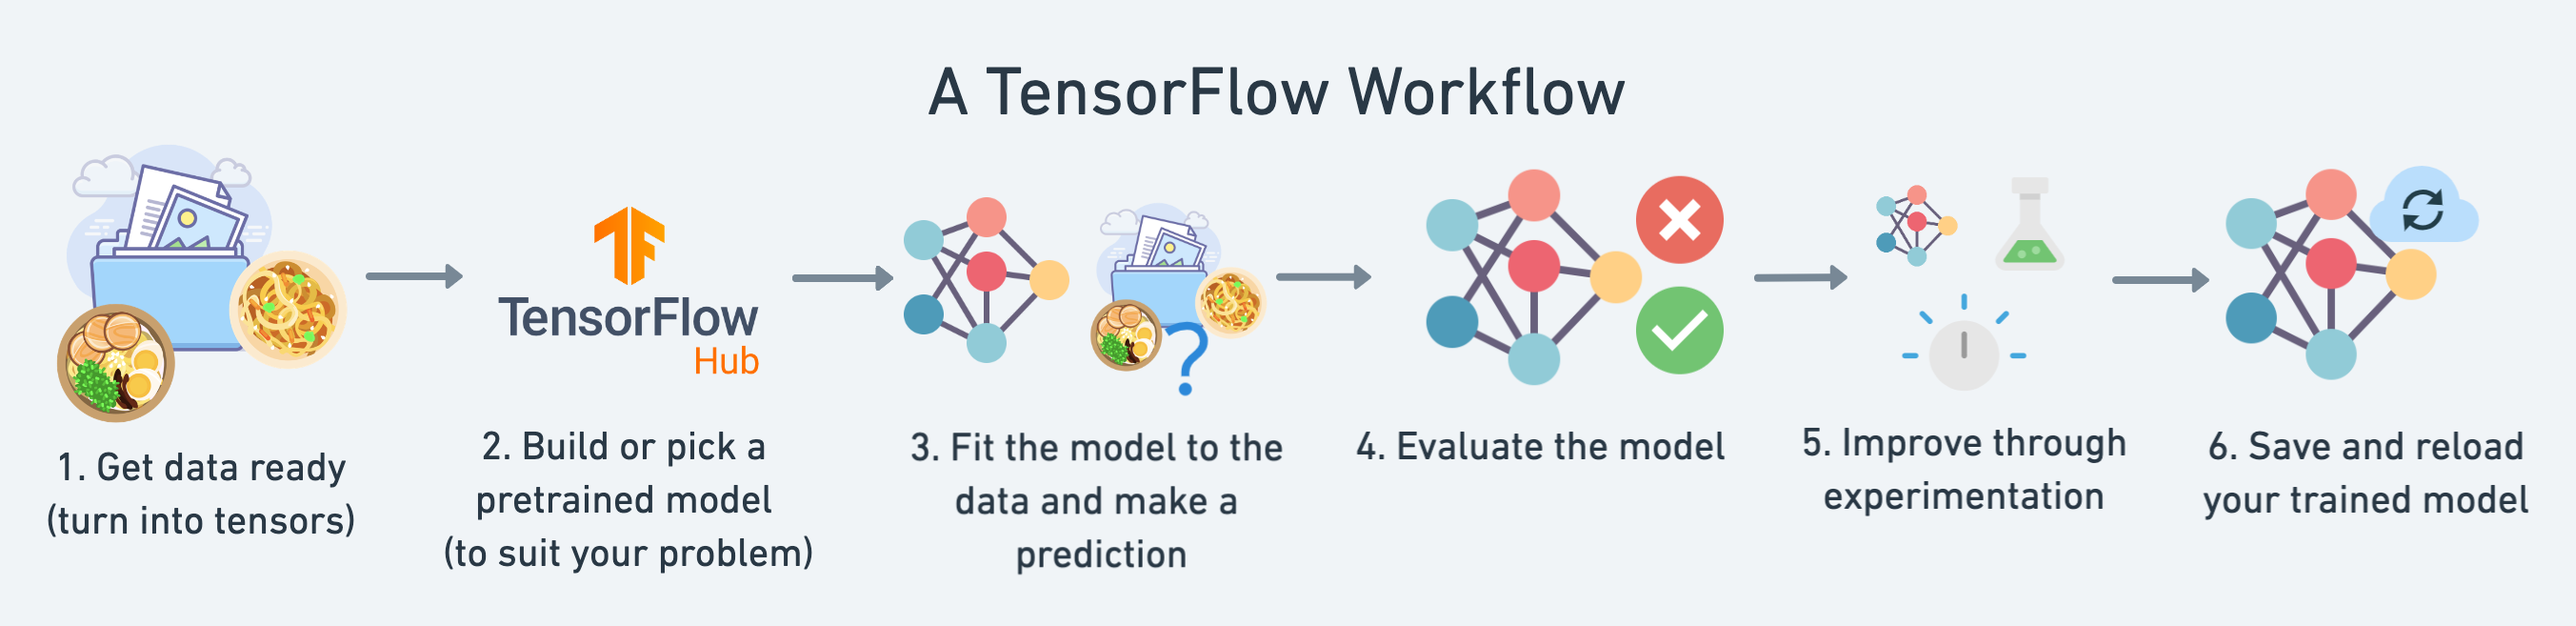 A TensorFlow Workflow
TensorFlow
Hub
1. Get data ready
(turn into tensors)
2. Build or pick a
pretrained model
(to suit your problem)
3. Fit the model to the
data and make a
prediction
4. Evaluate the model
5. Improve through
experimentation
6. Save and reload
your trained model